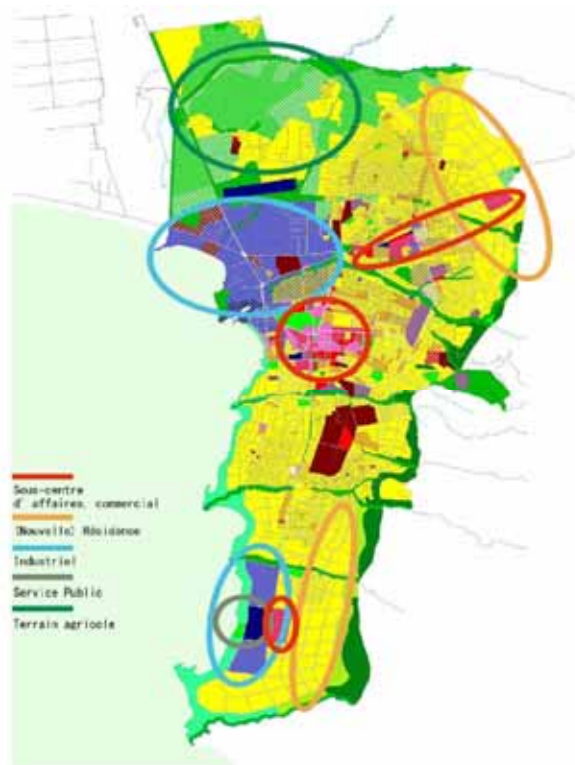 Sous-centre
d' affaires, commercial
(Nouvelle) Résidence
Industriel
Service Public
Terrain agricole